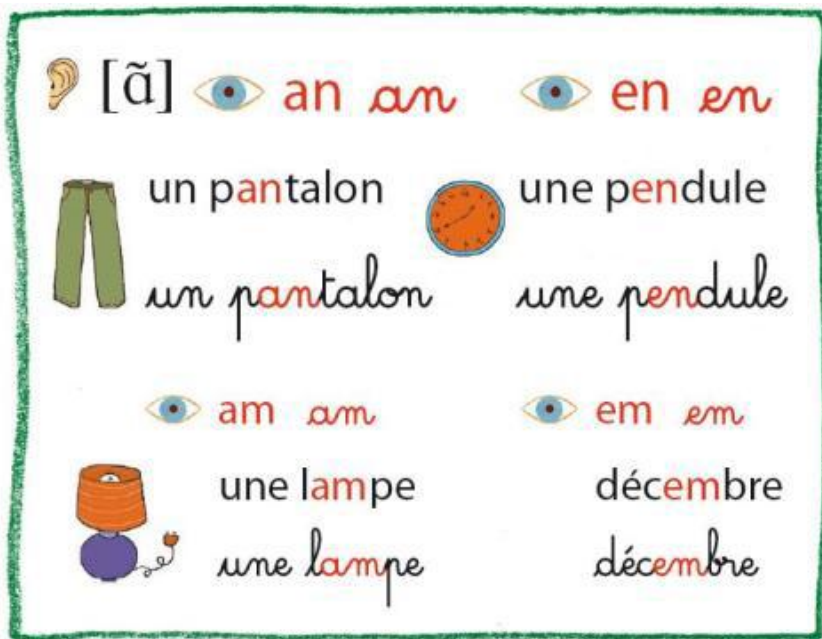 [ã] an an en en
un pantalon une pendule
un pantalon une pendule
am am em em
une lampe décembre
une lampe décembre